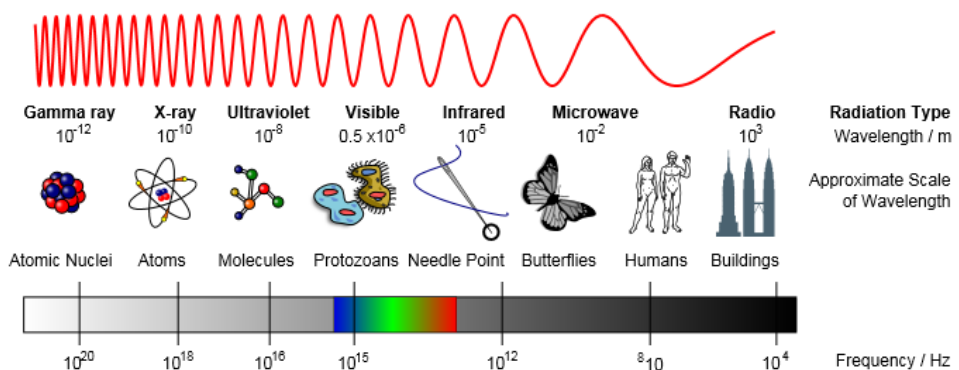 Gamma ray X-ray Ultraviolet Visible Infrared Microwave Radio Radiation Type
10⁻¹² 10⁻¹⁰ 10⁻⁸ 0.5 x10⁻⁶ 10⁻⁵ 10⁻² 10³ Wavelength / m
Approximate Scale
of Wavelength
Atomic Nuclei Atoms Molecules Protozoans Needle Point Butterflies Humans Buildings
10²⁰ 10¹⁸ 10¹⁶ 10¹⁵ 10¹² ⁸10 10⁴ Frequency / Hz